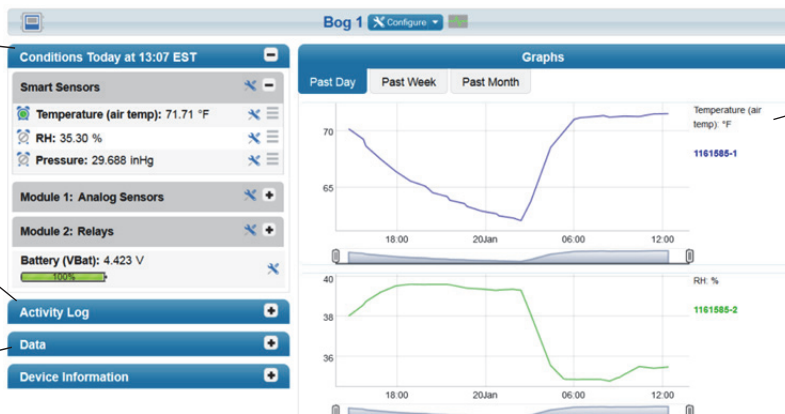 Bog 1 Configure
Conditions Today at 13:07 EST
Smart Sensors
Temperature (air temp): 71.71 °F
RH: 35.30 %
Pressure: 29.688 inHg
Module 1: Analog Sensors
Module 2: Relays
Battery (VBat): 4.423 V
100%
Activity Log
Data
Device Information
Graphs
Past Day Past Week Past Month
70
65
18:00 20Jan 06:00 12:00
Temperature (air
temp): °F
1161585-1
40
38
36
18:00 20Jan 06:00 12:00
RH: %
1161585-2